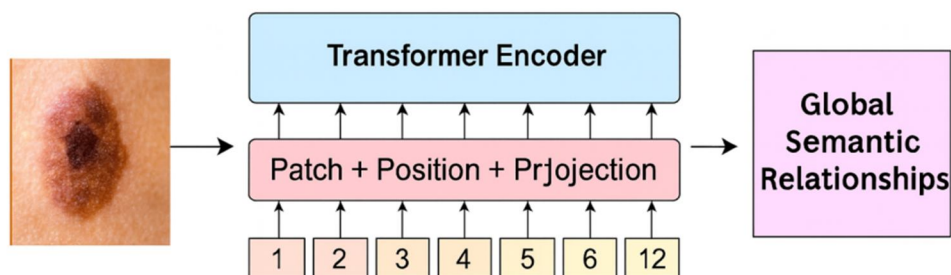 Transformer Encoder
Patch + Position + Prjojection
1 2 3 4 5 6 12
Global
Semantic
Relationships